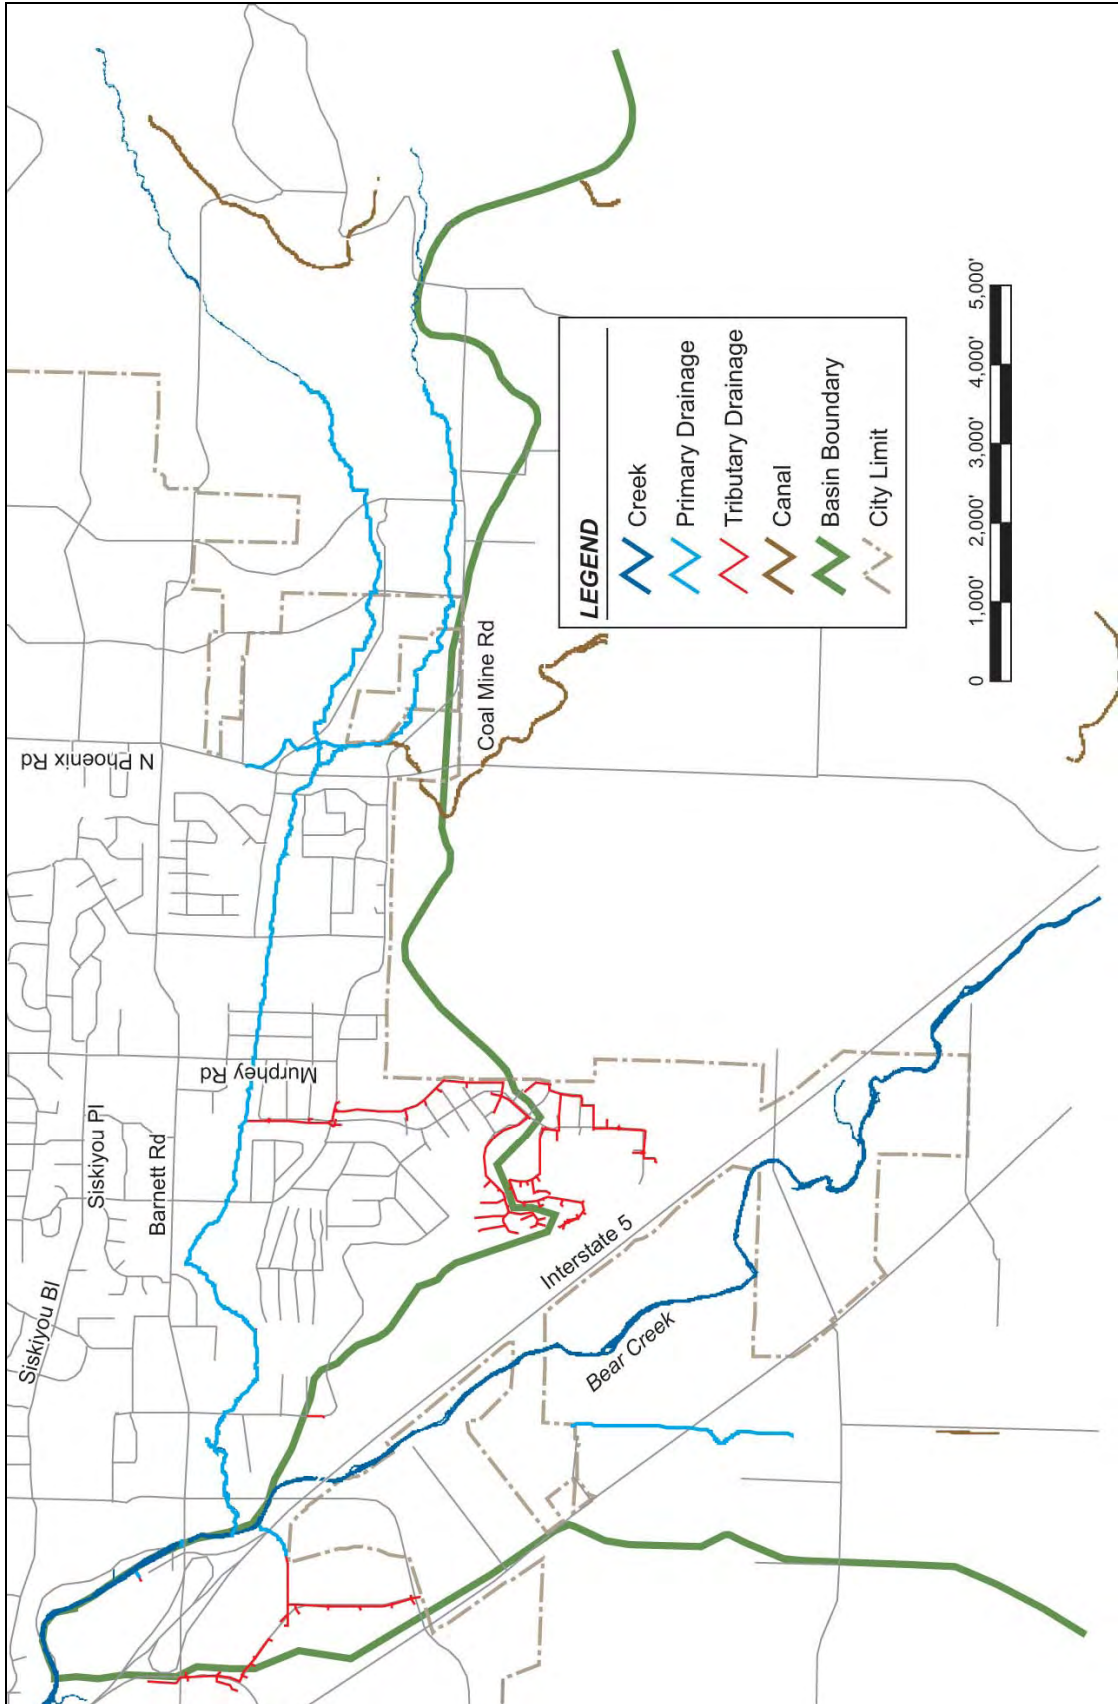 N Phoenix Rd
Coal Mine Rd
Murphey Rd
Siskiyou Pl
Barnett Rd
Siskiyou Bl
Interstate 5
Bear Creek
LEGEND
Creek
Primary Drainage
Tributary Drainage
Canal
Basin Boundary
City Limit
0 1,000' 2,000' 3,000' 4,000' 5,000'